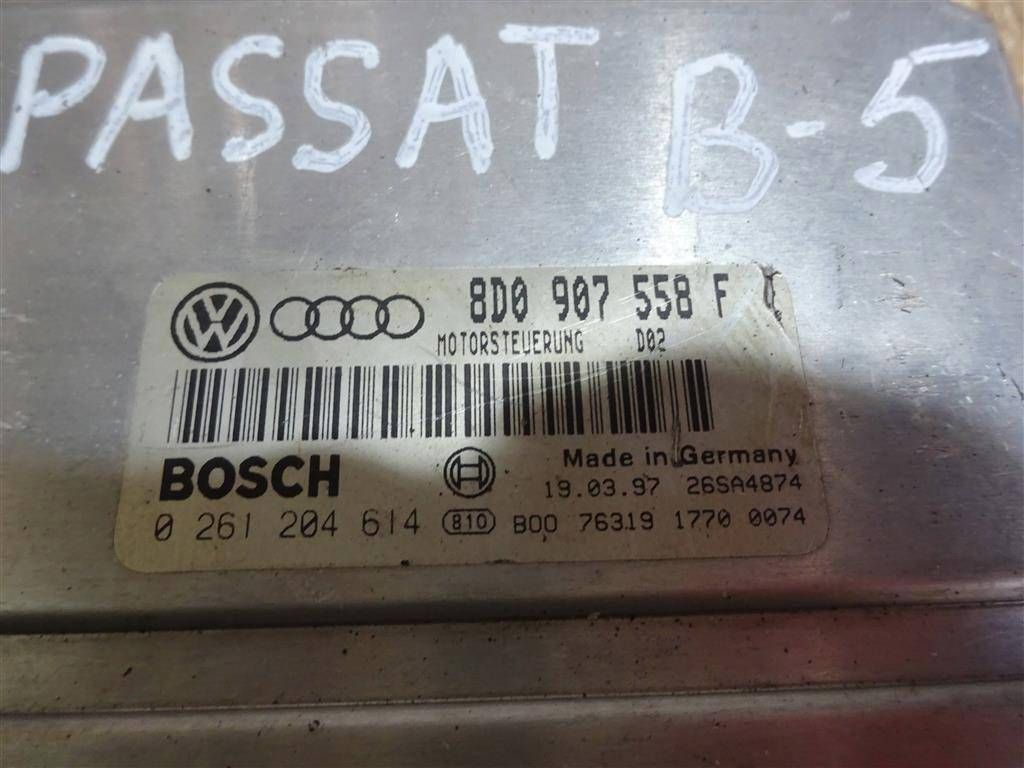 PASSAT B-5
8D0 907 558 F
MOTORSTEUERUNG D02
BOSCH
Made in Germany
19.03.97 26SA4874
0 261 204 614 810 B00 76319 1770 0074